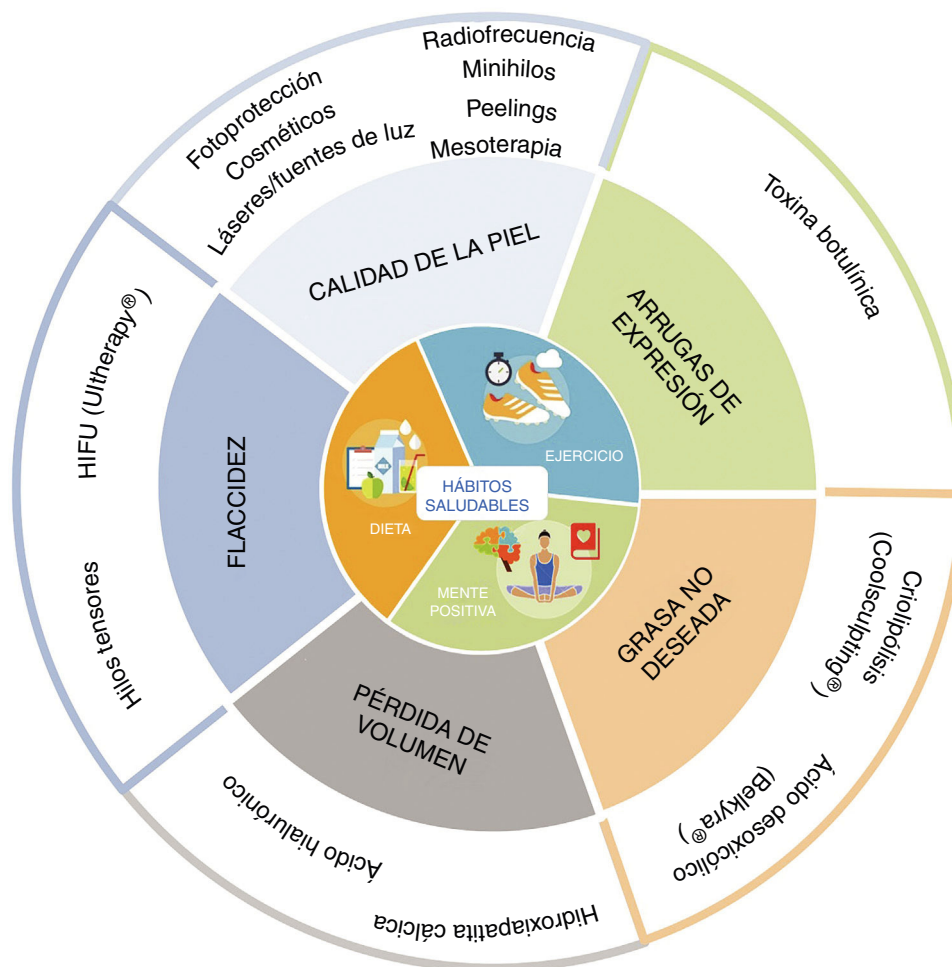 Radiofrecuencia
Minihilos
Peelings
Mesoterapia
Fotoprotección
Cosméticos
Láseres/fuentes de luz
CALIDAD DE LA PIEL
Toxina botulínica
ARRUGAS DE
EXPRESIÓN
Criolipólisis
(Coolsculting®)
Ácido desoxicólico
(Belkyra®)
GRASA NO
DESEADA
Hidroxiapatita cálcica
Ácido hialurónico
PÉRDIDA DE
VOLUMEN
Hilos tensores
HIFU (Ultherapy®)
FLACCIDEZ
EJERCICIO
HÁBITOS
SALUDABLES
DIETA
MENTE
POSITIVA